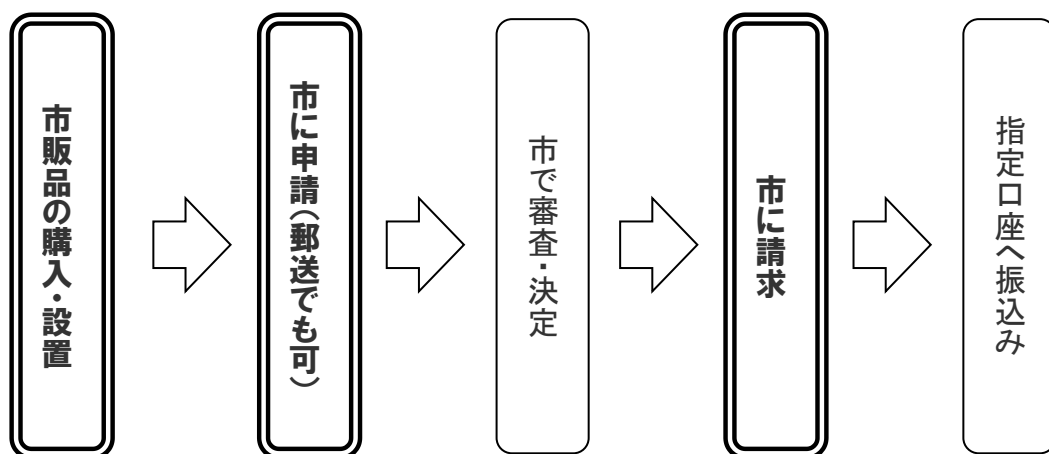 市販品の購入・設置
市に申請（郵送でも可）
市で審査・決定
市に請求
指定口座へ振込み